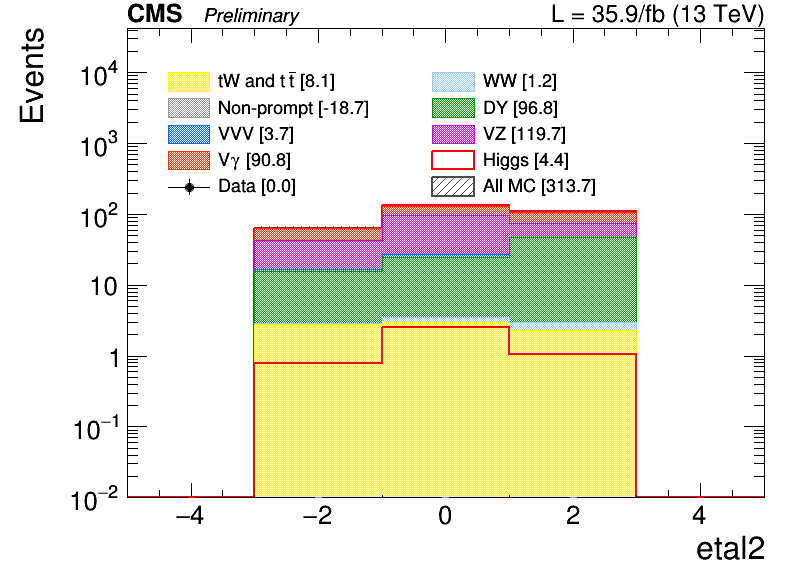 CMS Preliminary L = 35.9/fb (13 TeV)
Events
tW and t t̅ [8.1] WW [1.2]
Non-prompt [-18.7] DY [96.8]
VVV [3.7] VZ [119.7]
Vγ [90.8] Higgs [4.4]
Data [0.0] All MC [313.7]
10⁴
10³
10²
10
1
10⁻¹
10⁻²
−4 −2 0 2 4
etal2